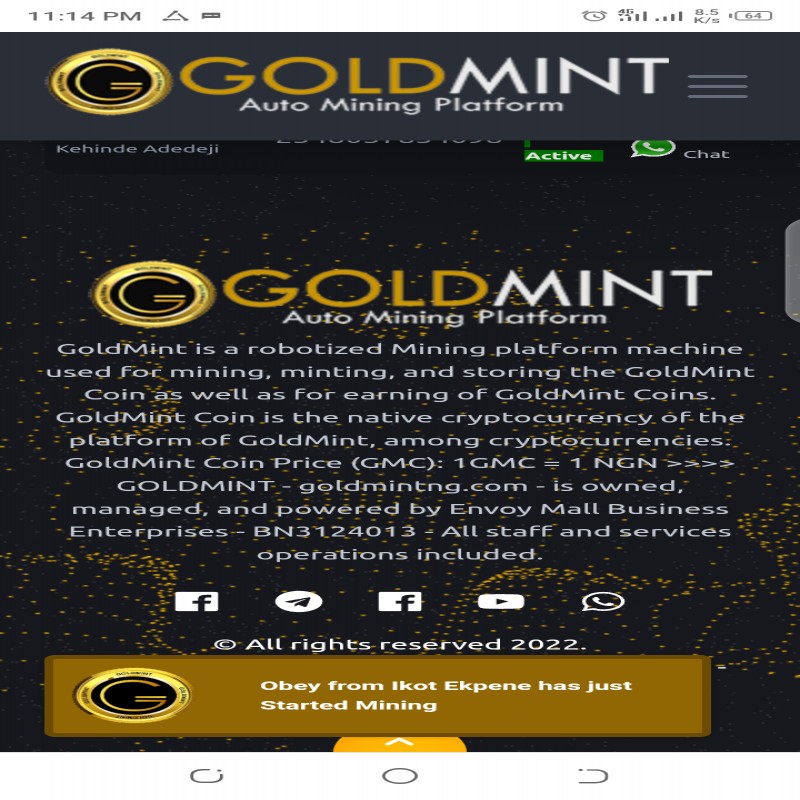 11:14 PM
4G
8.5
K/s
64
GOLDMINT
Auto Mining Platform
Kehinde Adedeji
Active
Chat
GOLDMINT
Auto Mining Platform
GoldMint is a robotized Mining platform machine
used for mining, minting, and storing the GoldMint
Coin as well as for earning of GoldMint Coins.
GoldMint Coin is the native cryptocurrency of the
platform of GoldMint, among cryptocurrencies.
GoldMint Coin Price (GMC): 1GMC = 1 NGN >>>>
GOLDMINT - goldmintng.com - is owned,
managed, and powered by Envoy Mall Business
Enterprises - BN3124013 - All staff and services
operations included.
© All rights reserved 2022.
Obey from Ikot Ekpene has just
Started Mining